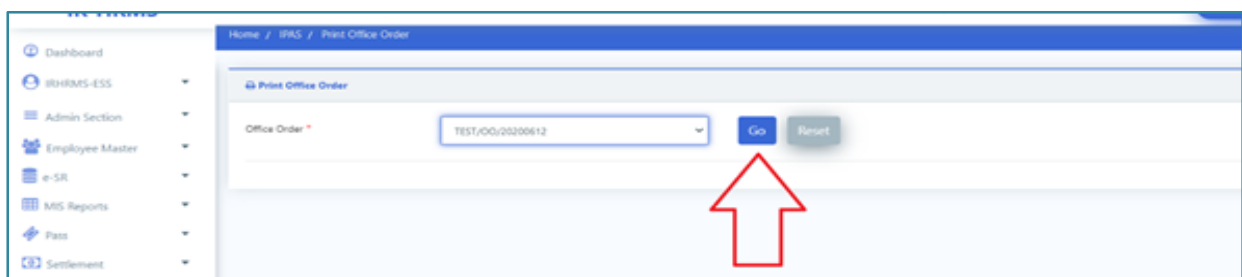 Home / IPAS / Print Office Order
Dashboard
IRHRMS-ESS
Print Office Order
Admin Section
Office Order *
TEST/OO/20200612
Go
Reset
Employee Master
e-SR
MIS Reports
Pass
Settlement